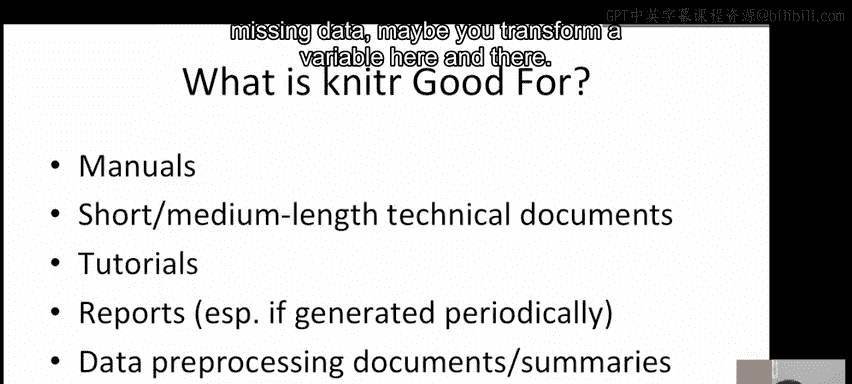 GPT中英字幕课程资源@bilibili.com
missing data, maybe you transform a
variable here and there.
What is knitr Good For?
• Manuals
• Short/medium-length technical documents
• Tutorials
• Reports (esp. if generated periodically)
• Data preprocessing documents/summaries